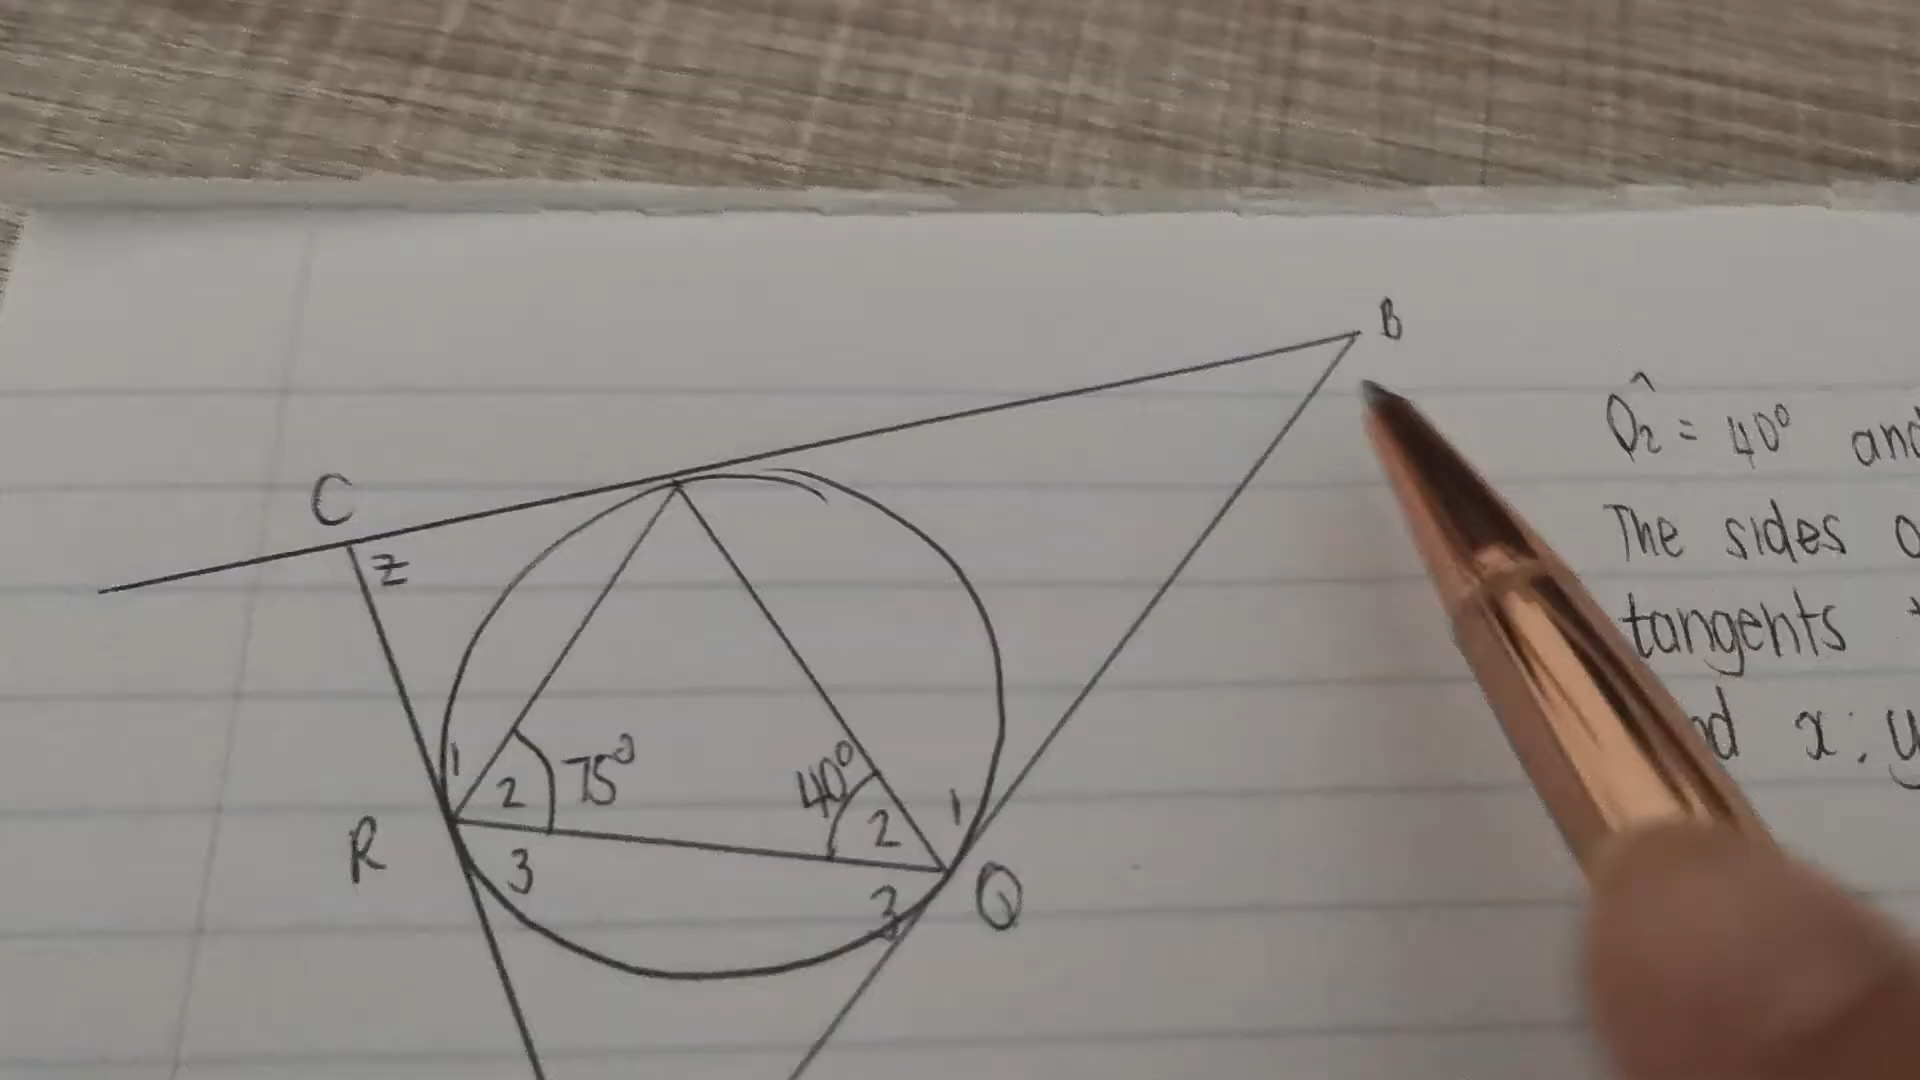 B
C
z
75°
40°
1
2
2
1
R
3
3
Q
Q̂2 = 40° and
The sides
tangents
x ; y